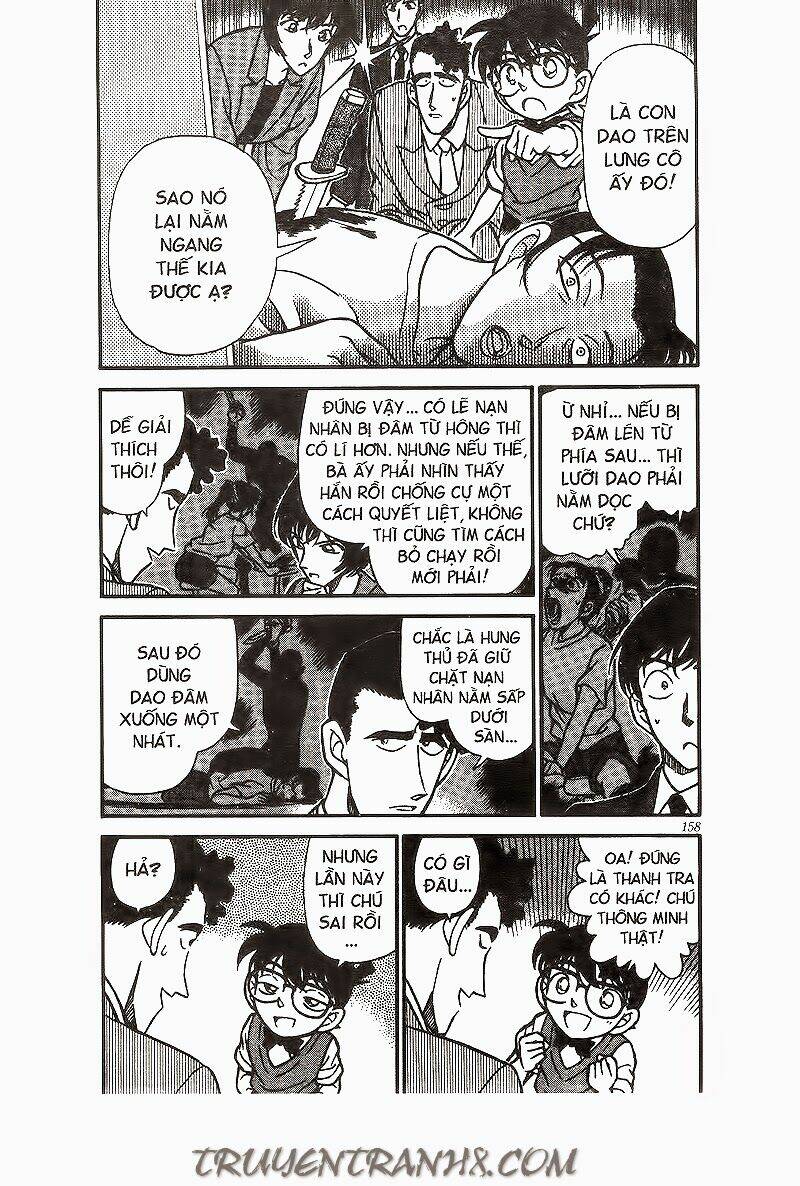 LÀ CON
DAO TRÊN
LƯNG CÔ
ẤY ĐÓ!
SAO NÓ
LẠI NẰM
NGANG
THẾ KIA
ĐƯỢC Ạ?
Ừ NHỈ... NẾU BỊ
ĐÂM LÊN TỪ
PHÍA SAU... THÌ
LƯỠI DAO PHẢI
NẰM DỌC
CHỨ?
ĐÚNG VẬY... CÓ LẼ NẠN
NHÂN BỊ ĐÂM TỪ HÔNG THÌ
CÓ LÍ HƠN. NHƯNG NẾU THẾ,
BÀ ẤY PHẢI NHÌN THẤY
HẮN RỒI CHỐNG CỰ MỘT
CÁCH QUYẾT LIỆT, KHÔNG
THÌ CŨNG TÌM CÁCH
BỎ CHẠY RỒI
MỚI PHẢI!
DỄ GIẢI
THÍCH
THÔI!
CHẮC LÀ HUNG
THỦ ĐÃ GIỮ
CHẶT NẠN
NHÂN NẰM SẤP
DƯỚI
SÀN...
SAU ĐÓ
DÙNG
DAO ĐÂM
XUỐNG MỘT
NHÁT.
158
OA! ĐÚNG
LÀ THANH TRA
CÓ KHÁC! CHÚ
THÔNG MINH
THẬT!
CÓ GÌ
ĐÂU...
NHƯNG
LẦN NÀY
THÌ CHÚ
SAI RỒI
...
HẢ?
TRUYENTRANH8.COM